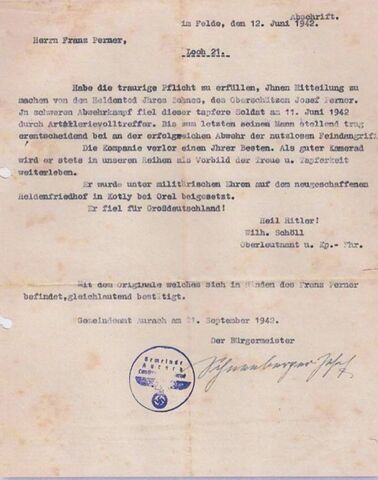 Abschrift.
im Felde, den 12. Juni 1942.
Herrn Franz Perner,
Loch 21.
Habe die traurige Pflicht zu erfüllen, Jhnen Mitteilung zu
machen von dem Heldentod Jhres Sohnes, des Oberschützen Josef Perner.
Jn schweren Abwehrkampf fiel dieser tapfere Soldat am 11. Juni 1942
durch Artillerievolltreffer. Bis zum letzten seinen Mann stellend trug
er entscheidend bei an der erfolgreichen Abwehr der nutzlosen Feindangriffe
Die Kompanie verlor einen Jhrer Besten. Als guter Kamerad
wird er stets in unseren Reihen als Vorbild der Treue u. Tapferkeit
weiterleben.
Er wurde unter militärischen Ehren auf dem neugeschaffenen
Heldenfriedhof in Kotly bei Orel beigesetzt.
Er fiel für Großdeutschland!
Heil Hitler!
Wilh. Schöll
Oberleutnant u. Kp.- Fhr.
Mit dem Originale welches sich in Händen des Franz Perner
befindet, gleichlautend bestätigt.
Gemeindeamt Aurach am 21. September 1942.
Der Bürgermeister
Gemeinde
Aurach